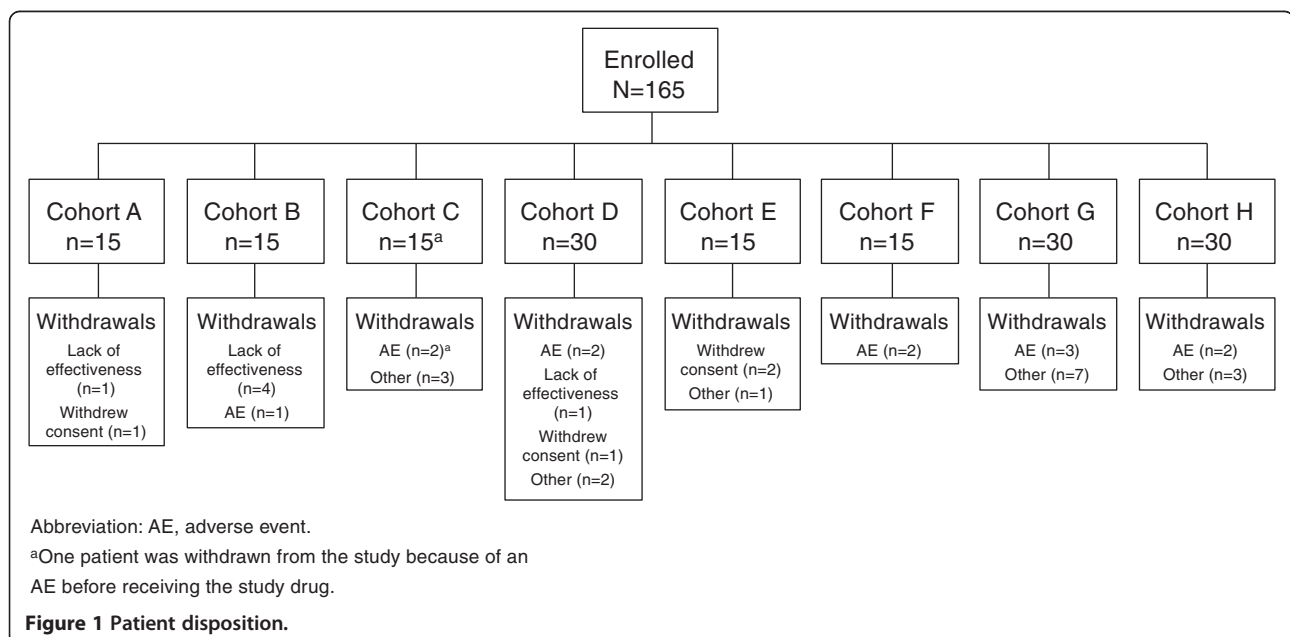 Enrolled
N=165
Cohort A
n=15
Cohort B
n=15
Cohort C
n=15ᵃ
Cohort D
n=30
Cohort E
n=15
Cohort F
n=15
Cohort G
n=30
Cohort H
n=30
Withdrawals
Lack of
effectiveness
(n=1)
Withdrew
consent (n=1)
Withdrawals
Lack of
effectiveness
(n=4)
AE (n=1)
Withdrawals
AE (n=2)ᵃ
Other (n=3)
Withdrawals
AE (n=2)
Lack of
effectiveness
(n=1)
Withdrew
consent (n=1)
Other (n=2)
Withdrawals
Withdrew
consent (n=2)
Other (n=1)
Withdrawals
AE (n=2)
Withdrawals
AE (n=3)
Other (n=7)
Withdrawals
AE (n=2)
Other (n=3)
Abbreviation: AE, adverse event.
ᵃOne patient was withdrawn from the study because of an
AE before receiving the study drug.
Figure 1 Patient disposition.